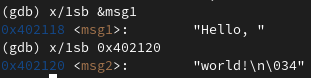 (gdb) x/1sb &msg1
0x402118 <msg1>:        "Hello, "
(gdb) x/1sb 0x402120
0x402120 <msg2>:        "world!\n\034"